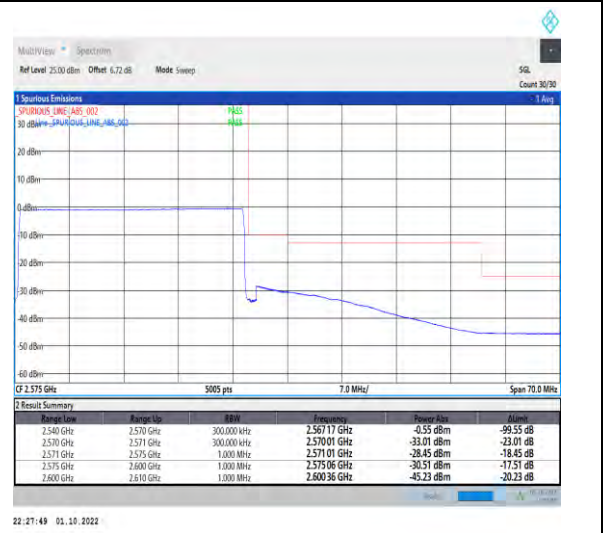 MultiView Spectrum
Ref Level 25.00 dBm Offset 6.72 dB Mode Sweep SGL
Count 30/30
1 Spurious Emissions 1 Avg
_SPURIOUS_LINE_ABS_002 PASS
30 dBm Line _SPURIOUS_LINE_ABS_002 PASS
20 dBm
10 dBm
0 dBm
-10 dBm
-20 dBm
-30 dBm
-40 dBm
-50 dBm
-60 dBm
CF 2.575 GHz 5005 pts 7.0 MHz/ Span 70.0 MHz
2 Result Summary
Range Low Range Up RBW Frequency Power Abs ΔLimit
2.540 GHz 2.570 GHz 300.000 kHz 2.56717 GHz -0.55 dBm -99.55 dB
2.570 GHz 2.571 GHz 300.000 kHz 2.57001 GHz -33.01 dBm -23.01 dB
2.571 GHz 2.575 GHz 1.000 MHz 2.57101 GHz -28.45 dBm -18.45 dB
2.575 GHz 2.600 GHz 1.000 MHz 2.57506 GHz -30.51 dBm -17.51 dB
2.600 GHz 2.610 GHz 1.000 MHz 2.60036 GHz -45.23 dBm -20.23 dB
22:27:49 01.10.2022